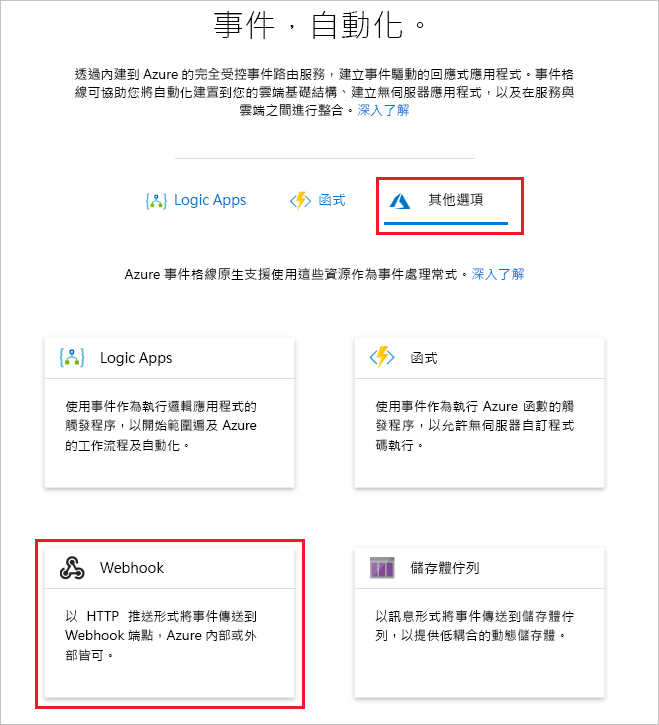 事件，自動化。
透過內建到 Azure 的完全受控事件路由服務，建立事件驅動的回應式應用程式。事件格
線可協助您將自動化建置到您的雲端基礎結構、建立無伺服器應用程式，以及在服務與
雲端之間進行整合。深入了解
Logic Apps 函式 其他選項
Azure 事件格線原生支援使用這些資源作為事件處理常式。深入了解
Logic Apps
使用事件作為執行邏輯應用程式的
觸發程序，以開始範圍遍及 Azure
的工作流程及自動化。
函式
使用事件作為執行 Azure 函數的觸
發程序，以允許無伺服器自訂程式
碼執行。
Webhook
以 HTTP 推送形式將事件傳送到
Webhook 端點，Azure 內部或外
部皆可。
儲存體佇列
以訊息形式將事件傳送到儲存體佇
列，以提供低耦合的動態儲存體。